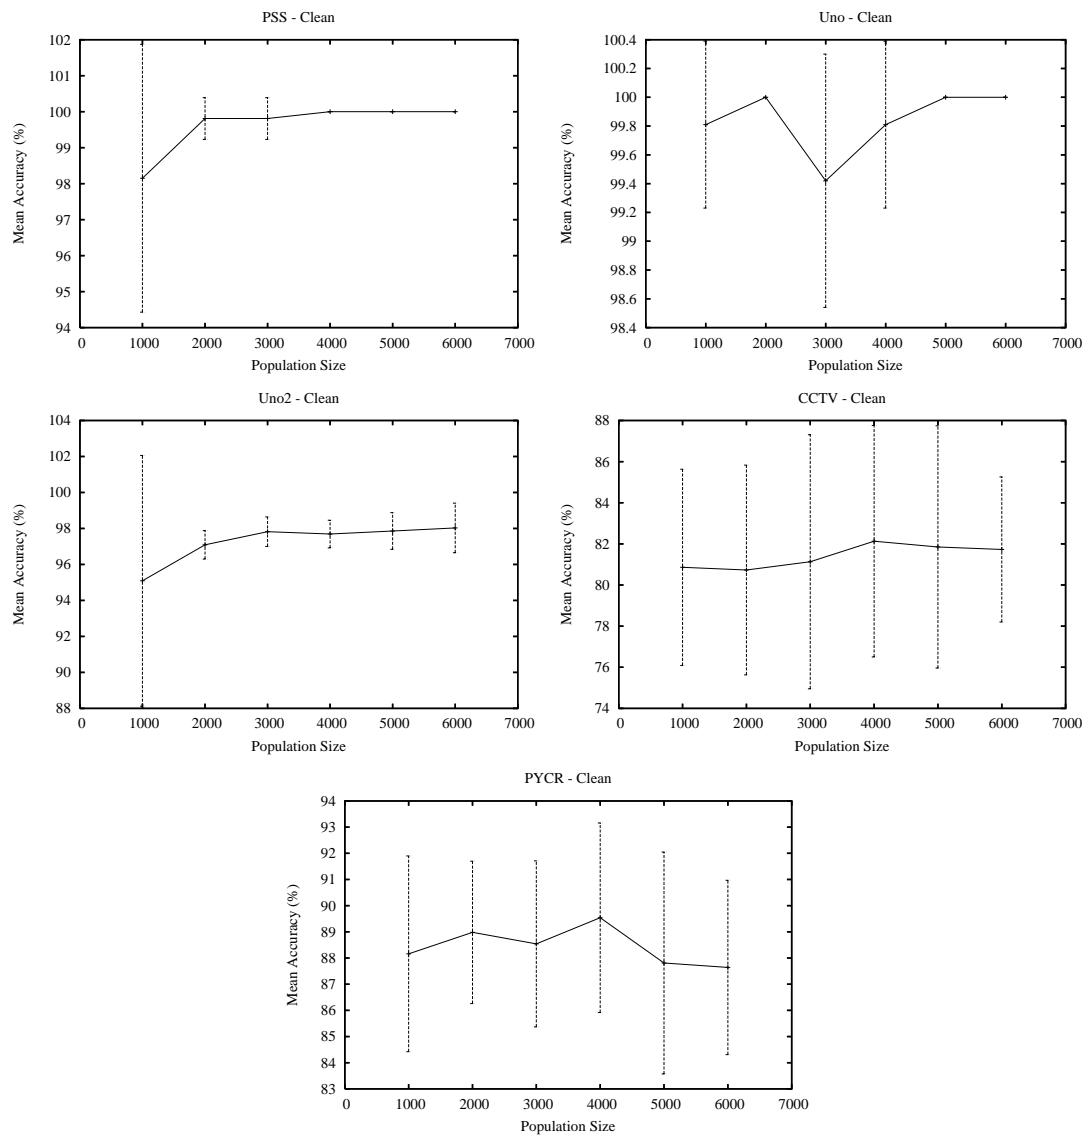 PSS - Clean
102
101
100
99
98
97
96
95
94
Mean Accuracy (%)
0 1000 2000 3000 4000 5000 6000 7000
Population Size
Uno - Clean
100.4
100.2
100
99.8
99.6
99.4
99.2
99
98.8
98.6
98.4
Mean Accuracy (%)
0 1000 2000 3000 4000 5000 6000 7000
Population Size
Uno2 - Clean
104
102
100
98
96
94
92
90
88
Mean Accuracy (%)
0 1000 2000 3000 4000 5000 6000 7000
Population Size
CCTV - Clean
88
86
84
82
80
78
76
74
Mean Accuracy (%)
0 1000 2000 3000 4000 5000 6000 7000
Population Size
PYCR - Clean
94
93
92
91
90
89
88
87
86
85
84
83
Mean Accuracy (%)
0 1000 2000 3000 4000 5000 6000 7000
Population Size